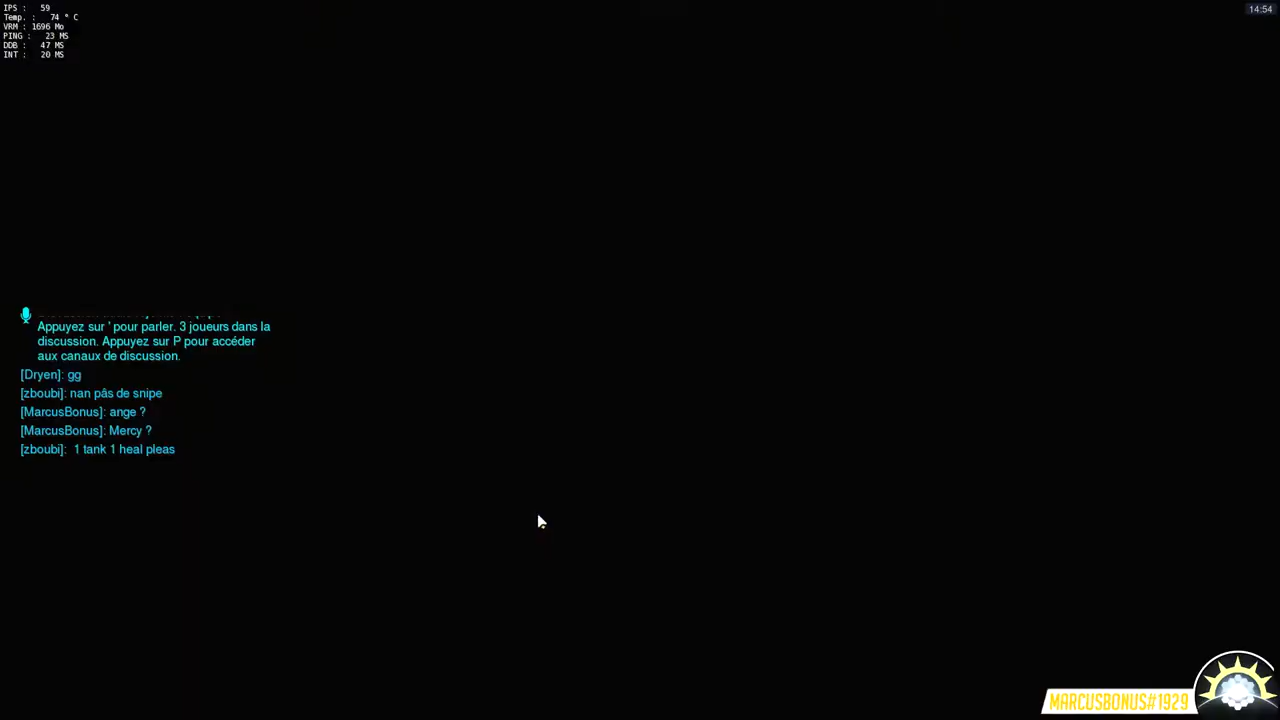 IPS : 59
Temp. : 74 ° C
VRM : 1696 Mo
PING : 23 MS
DDB : 47 MS
INT : 20 MS
14:54
Appuyez sur ' pour parler. 3 joueurs dans la
discussion. Appuyez sur P pour accéder
aux canaux de discussion.
[Dryen]: gg
[zboubi]: nan pâs de snipe
[MarcusBonus]: ange ?
[MarcusBonus]: Mercy ?
[zboubi]: 1 tank 1 heal pleas
MARCUSBONUS#1929